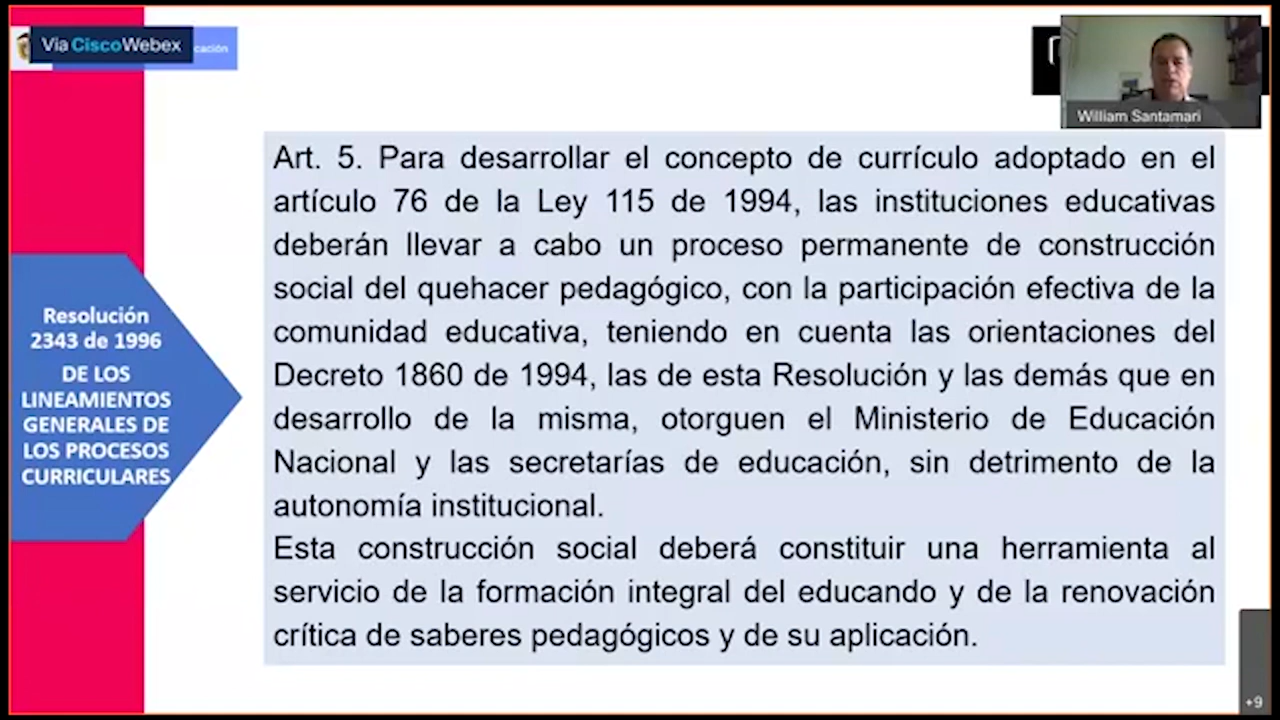 Via CiscoWebex
cación
William Santamari
Art. 5. Para desarrollar el concepto de currículo adoptado en el
artículo 76 de la Ley 115 de 1994, las instituciones educativas
deberán llevar a cabo un proceso permanente de construcción
social del quehacer pedagógico, con la participación efectiva de la
comunidad educativa, teniendo en cuenta las orientaciones del
Decreto 1860 de 1994, las de esta Resolución y las demás que en
desarrollo de la misma, otorguen el Ministerio de Educación
Nacional y las secretarías de educación, sin detrimento de la
autonomía institucional.
Esta construcción social deberá constituir una herramienta al
servicio de la formación integral del educando y de la renovación
crítica de saberes pedagógicos y de su aplicación.
Resolución
2343 de 1996
DE LOS
LINEAMIENTOS
GENERALES DE
LOS PROCESOS
CURRICULARES
+9